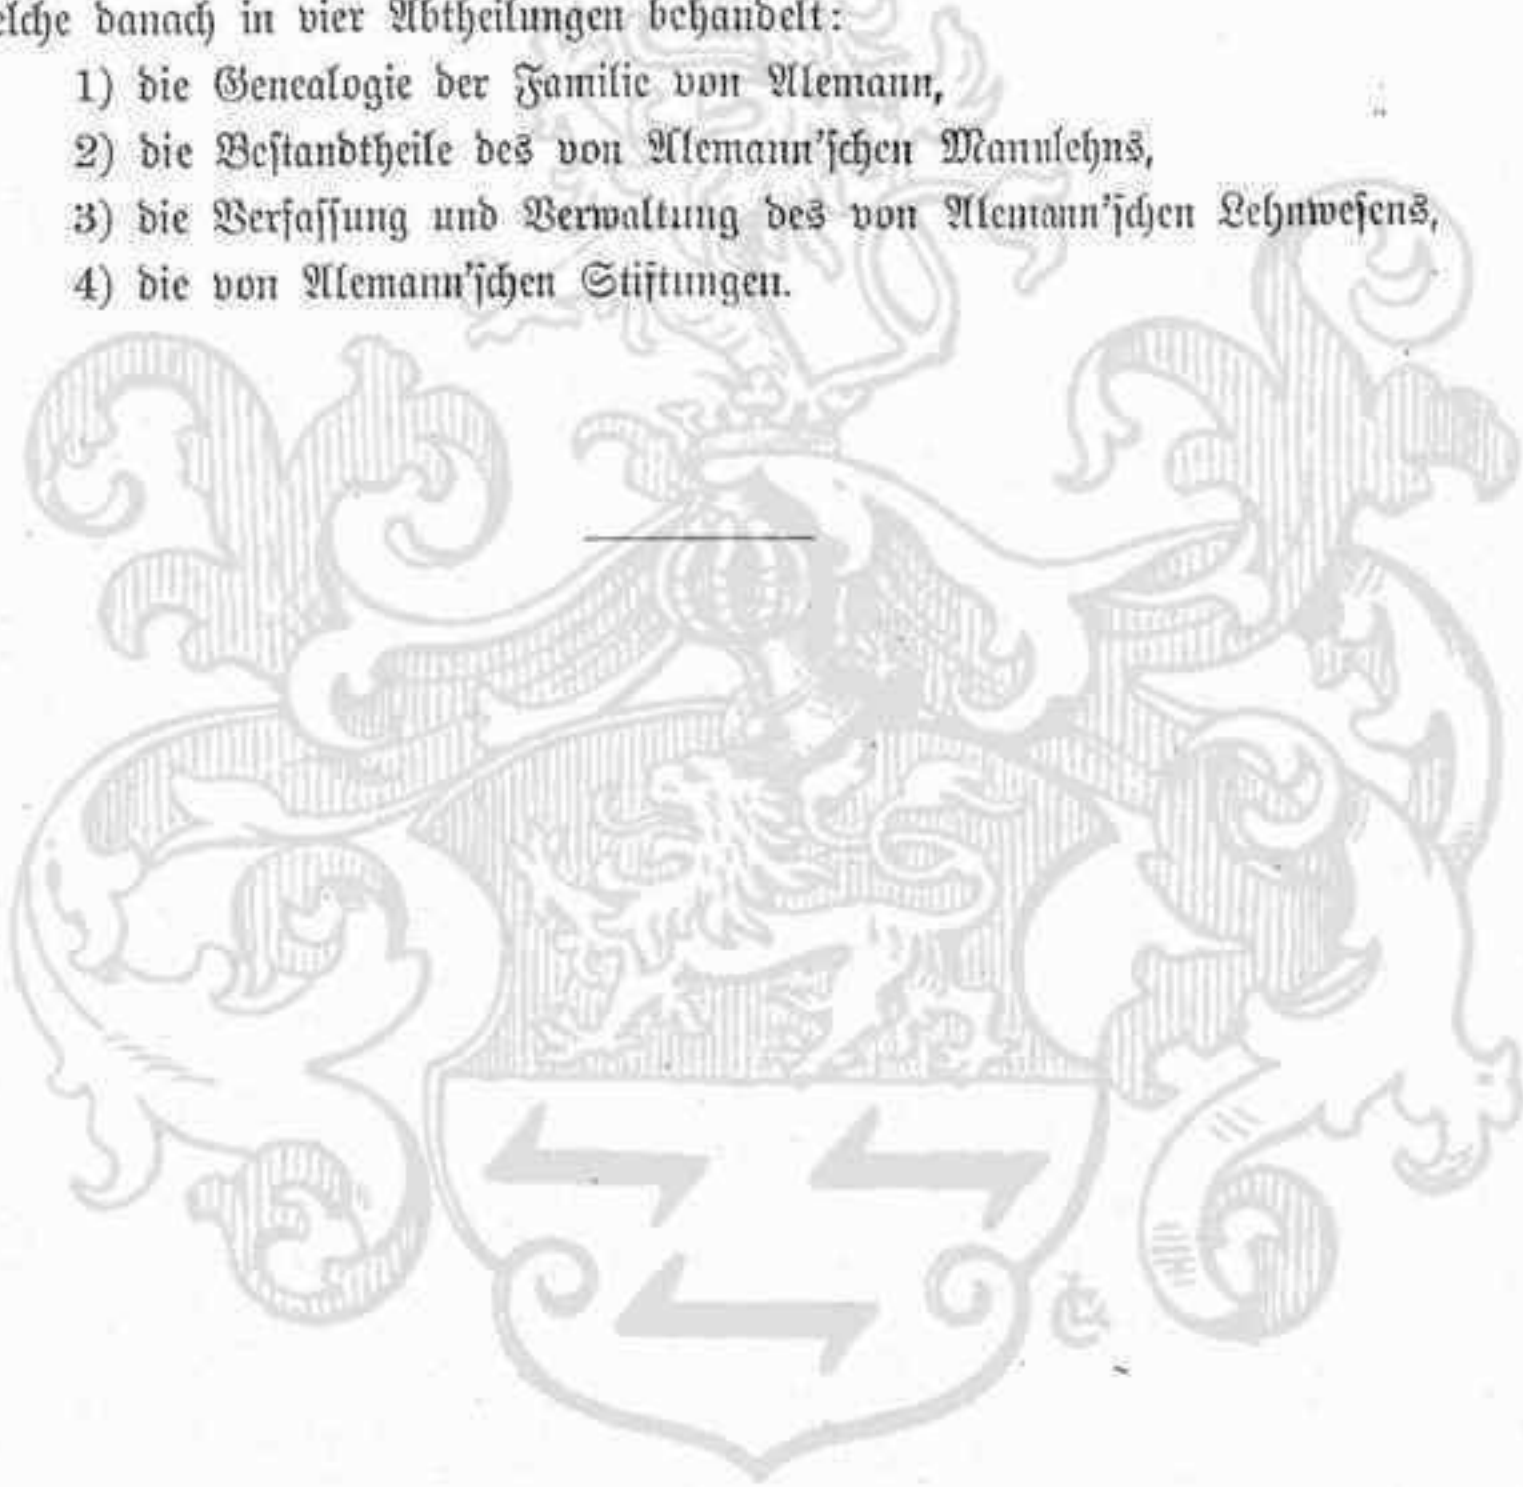 elche danach in vier Abtheilungen behandelt:
1) die Genealogie der Familie von Alemann,
2) die Bestandtheile des von Alemann'schen Mannlehns,
3) die Verfassung und Verwaltung des von Alemann'schen Lehnwesens,
4) die von Alemann'schen Stiftungen.